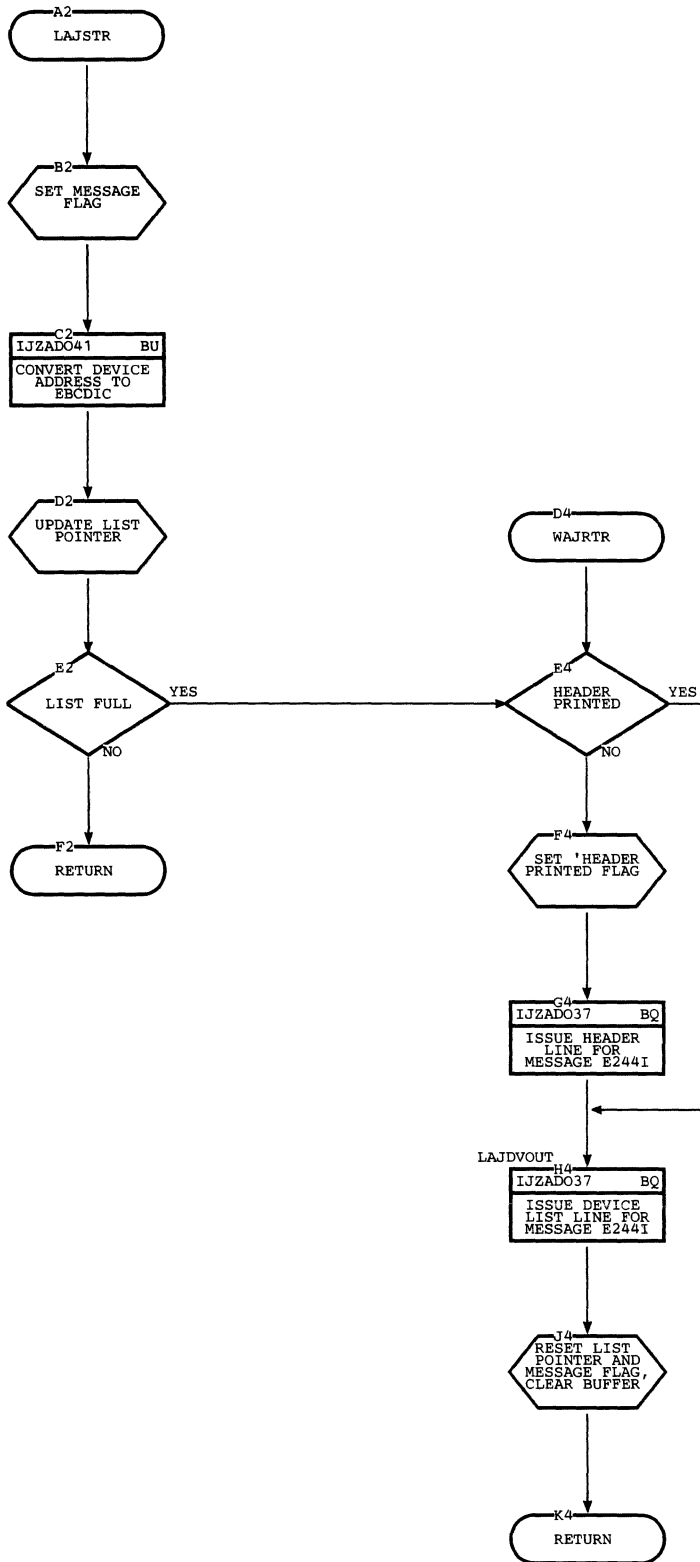 A2
LAJSTR
B2
SET MESSAGE
FLAG
C2
IJZADO41 BU
CONVERT DEVICE
ADDRESS TO
EBCDIC
D2
UPDATE LIST
POINTER
E2
LIST FULL
YES
NO
F2
RETURN
D4
WAJRTR
E4
HEADER
PRINTED
YES
NO
F4
SET 'HEADER
PRINTED FLAG
G4
IJZADO37 BQ
ISSUE HEADER
LINE FOR
MESSAGE E244I
LAJDVOUT
H4
IJZADO37 BQ
ISSUE DEVICE
LIST LINE FOR
MESSAGE E244I
J4
RESET LIST
POINTER AND
MESSAGE FLAG,
CLEAR BUFFER
K4
RETURN